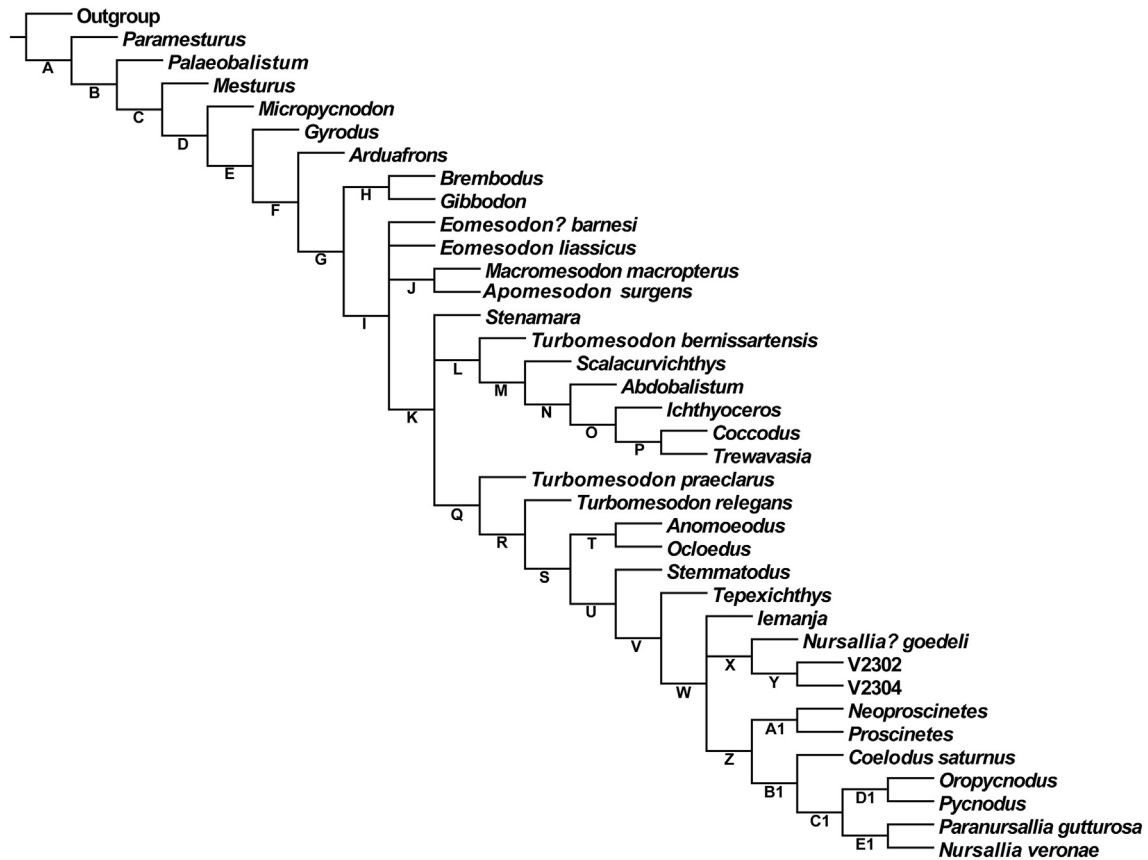 Outgroup
Paramesturus
A
Palaeobalistum
B
Mesturus
C
Micropycnodon
D
Gyrodus
E
Arduafrons
F
Brembodus
H
Gibbodon
Eomesodon? barnesi
Eomesodon liassicus
G
Macromesodon macropterus
J
Apomesodon surgens
Stenamara
I
Turbomesodon bernissartensis
Scalacurvichthys
L
Abdobalistum
M
Ichthyoceros
N
Coccodus
O
Trewavasia
P
K
Turbomesodon praeclarus
Turbomesodon relegans
Q
Anomoeodus
R
T
Ocloedus
Stemmatodus
S
Tepexichthys
U
Iemanja
Nursallia? goedeli
V
V2302
X
Y
V2304
W
Neoproscinetes
A1
Proscinetes
Coelodus saturnus
Z
Oropycnodus
B1
D1
Pycnodus
C1
Paranursallia gutturosa
E1
Nursallia veronae